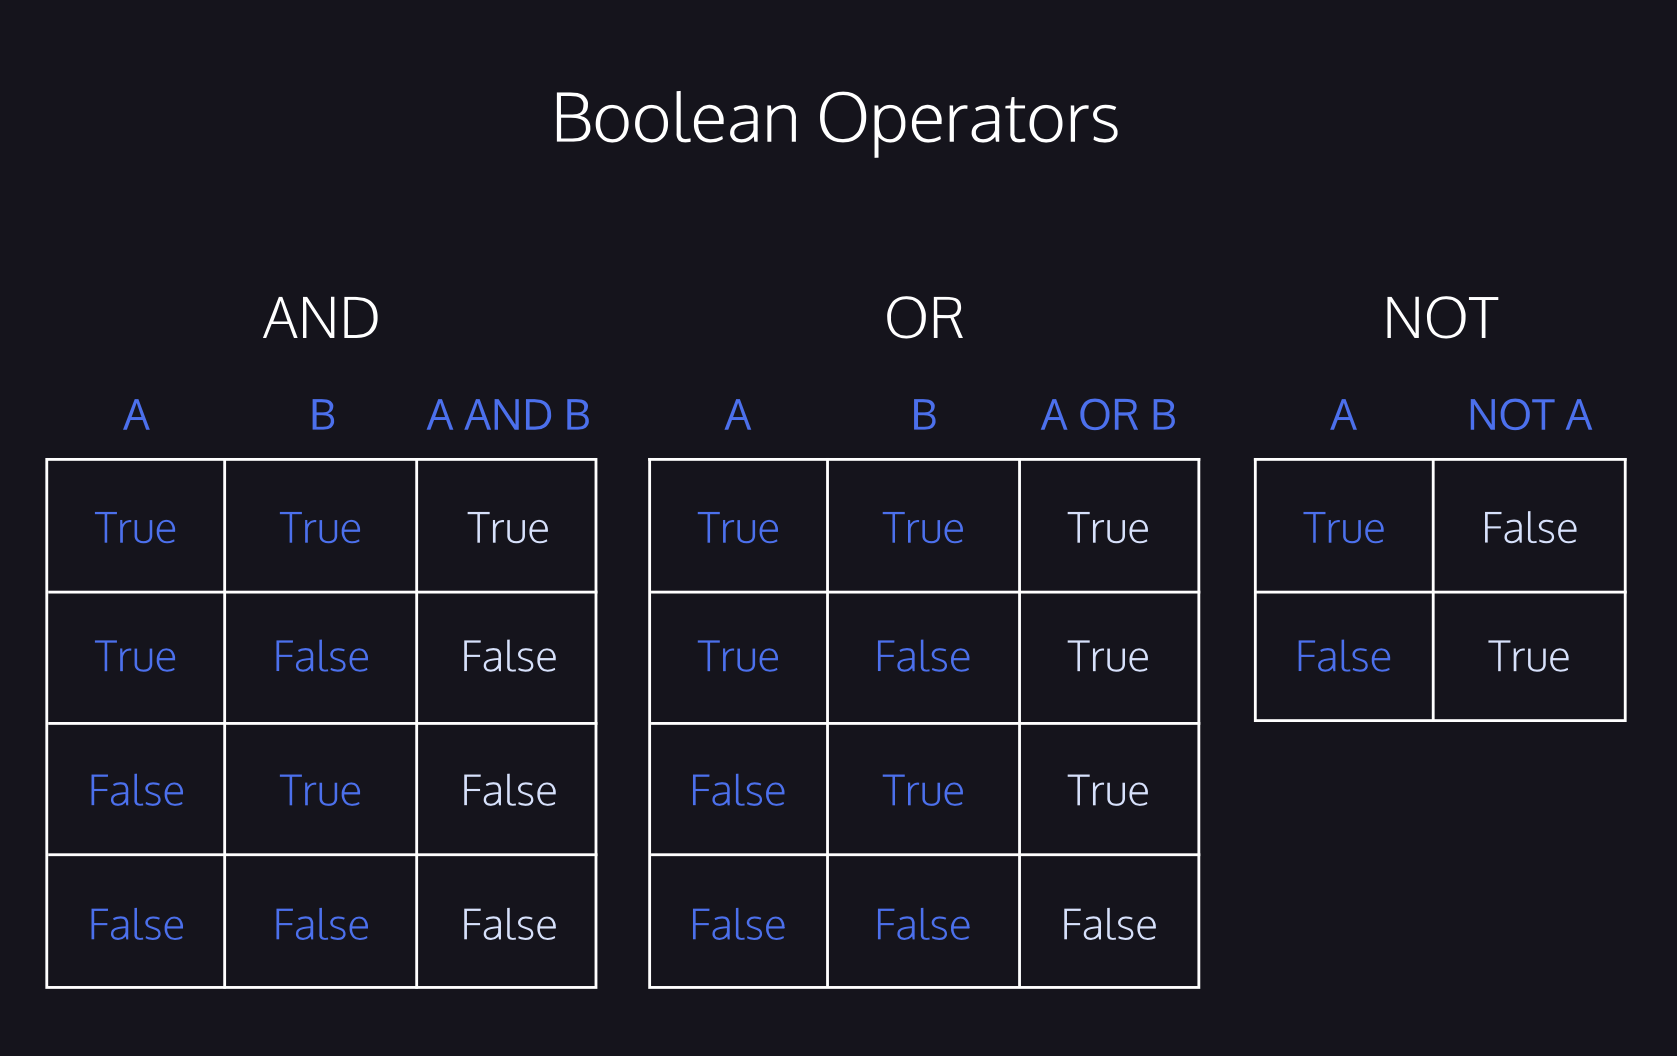 Boolean Operators
AND OR NOT
A B A AND B A B A OR B A NOT A
True True True True True True True False
True False False True False True False True
False True False False True True
False False False False False False